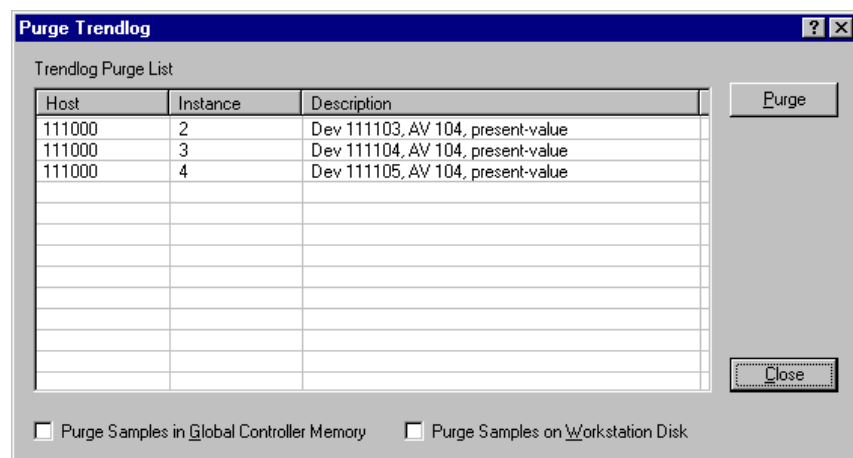 Purge Trendlog
Trendlog Purge List
Host Instance Description
111000 2 Dev 111103, AV 104, present-value
111000 3 Dev 111104, AV 104, present-value
111000 4 Dev 111105, AV 104, present-value
Purge
Close
Purge Samples in Global Controller Memory Purge Samples on Workstation Disk